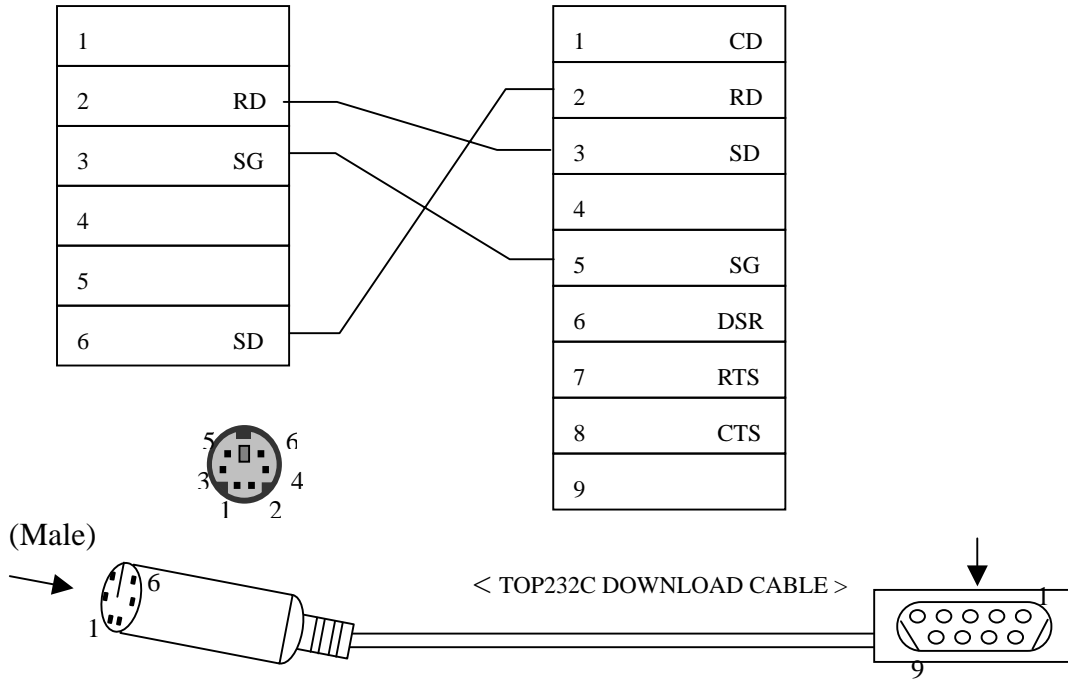 1
2 RD
3 SG
4
5
6 SD
1 CD
2 RD
3 SD
4
5 SG
6 DSR
7 RTS
8 CTS
9
5 6
3 4
1 2
(Male)
6
1
< TOP232C DOWNLOAD CABLE >
1
9